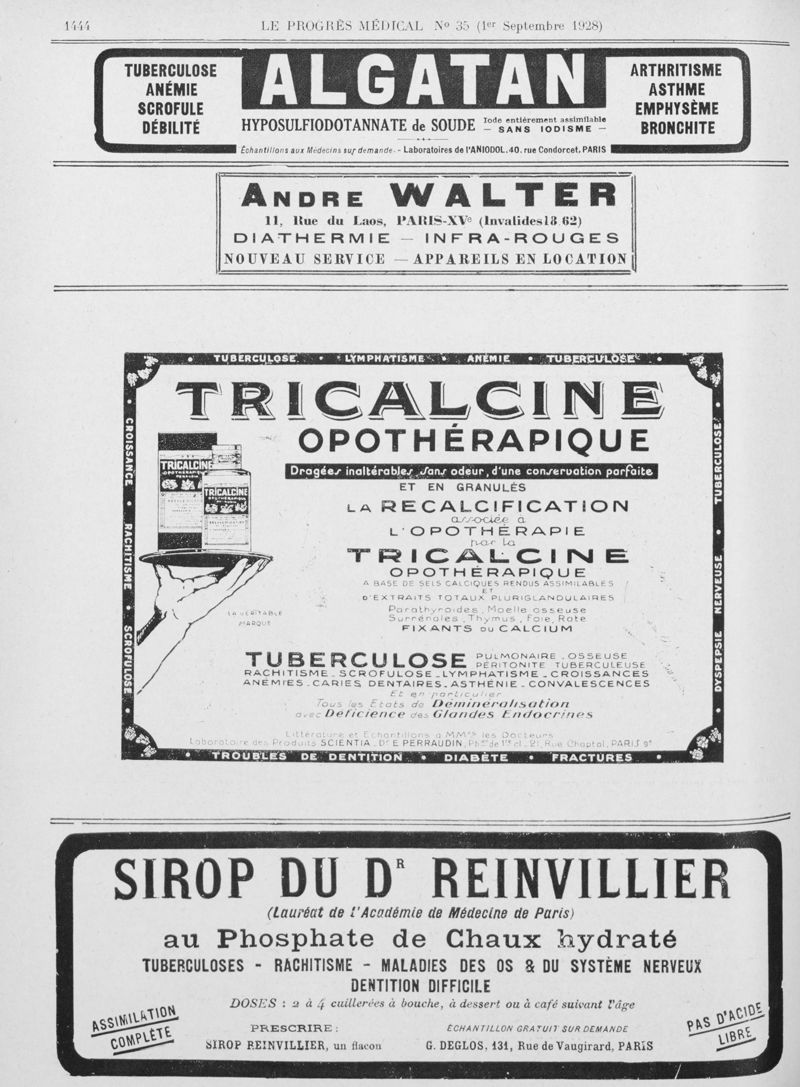 1444
LE PROGRÈS MÉDICAL No 35 (1er Septembre 1928)
TUBERCULOSE
ANÉMIE
SCROFULE
DÉBILITÉ
ALGATAN
HYPOSULFIODOTANNATE de SOUDE
Iode entièrement assimilable
— SANS IODISME —
Échantillons aux Médecins sur demande. - Laboratoires de l'ANIODOL, 40, rue Condorcet, PARIS
ARTHRITISME
ASTHME
EMPHYSÈME
BRONCHITE
ANDRE WALTER
11, Rue du Laos, PARIS-XVe (Invalides 18 62)
DIATHERMIE — INFRA-ROUGES
NOUVEAU SERVICE — APPAREILS EN LOCATION
TUBERCULOSE • LYMPHATISME • ANÉMIE • TUBERCULOSE
CROISSANCE • RACHITISME • SCROFULOSE
TUBERCULOSE • NERVEUSE • DYSPEPSIE
TRICALCINE
OPOTHÉRAPIQUE
Dragées inaltérables, sans odeur, d'une conservation parfaite
ET EN GRANULÉS
LA RECALCIFICATION
associée a
L'OPOTHÉRAPIE
par la
TRICALCINE
OPOTHÉRAPIQUE
A BASE DE SELS CALCIQUES RENDUS ASSIMILABLES
ET
D'EXTRAITS TOTAUX PLURIGLANDULAIRES
Parathyroides, Moelle osseuse
Surrénales, Thymus, Foie, Rate
FIXANTS DU CALCIUM
TRICALCINE
TRICALCINE
LA VÉRITABLE
MARQUE
TUBERCULOSE PULMONAIRE _ OSSEUSE
PÉRITONITE TUBERCULEUSE
RACHITISME _ SCROFULOSE _ LYMPHATISME _ CROISSANCES
ANÉMIES _ CARIES DENTAIRES _ ASTHÉNIE _ CONVALESCENCES
Et en particulier
Tous les États de Déminéralisation
avec Déficience des Glandes Endocrines
Littérature et Echantillons a MMrs les Docteurs
Laboratoire des Produits SCIENTIA _ Dr E PERRAUDIN, Phen de 1re cl _ 21, Rue Chaptal, PARIS 9e
TROUBLES DE DENTITION • DIABÈTE • FRACTURES
SIROP DU DR REINVILLIER
(Lauréat de l'Académie de Médecine de Paris)
au Phosphate de Chaux hydraté
TUBERCULOSES - RACHITISME - MALADIES DES OS & DU SYSTÈME NERVEUX
DENTITION DIFFICILE
DOSES : 2 à 4 cuillerées à bouche, à dessert ou à café suivant l'âge
ASSIMILATION
COMPLÈTE
PRESCRIRE :
SIROP REINVILLIER, un flacon
ÉCHANTILLON GRATUIT SUR DEMANDE
G. DEGLOS, 131, Rue de Vaugirard, PARIS
PAS D'ACIDE
LIBRE